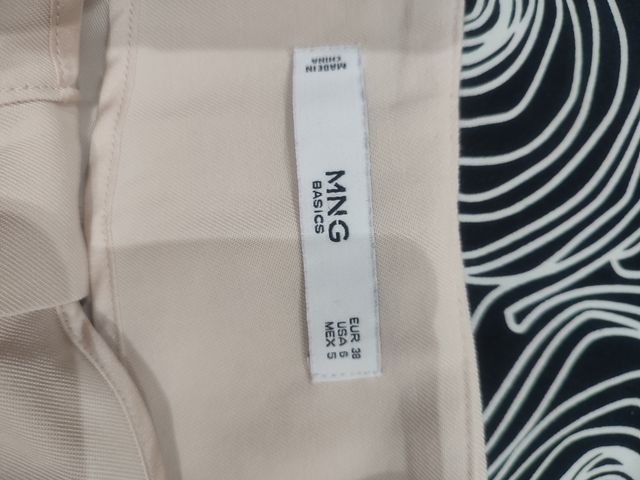 MADE IN
CHINA
MNG
BASICS
EUR 38
USA 6
MEX 5